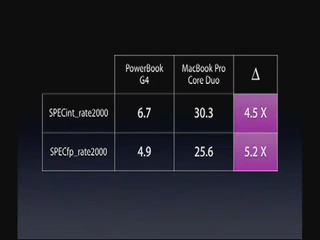 PowerBook MacBook Pro Δ
G4 Core Duo
SPECint_rate2000 6.7 30.3 4.5 X
SPECfp_rate2000 4.9 25.6 5.2 X